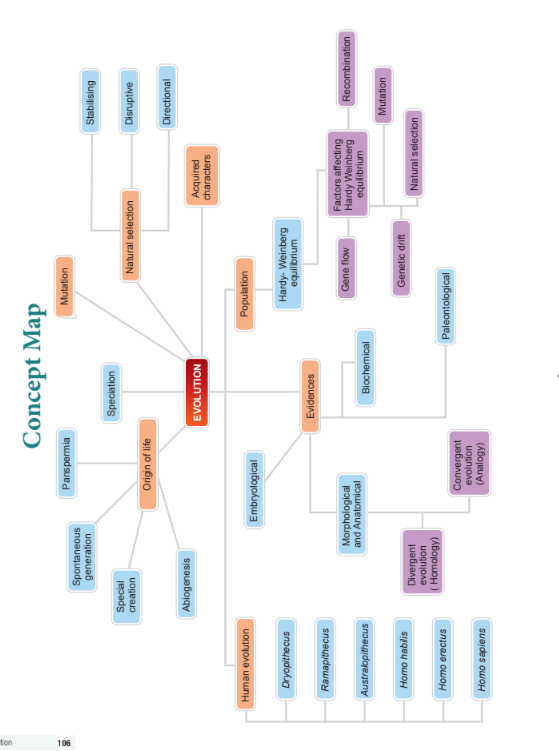 Concept Map
EVOLUTION
Origin of life
Abiogenesis
Special
creation
Spontaneous
generation
Panspermia
Speciation
Mutation
Natural selection
Stabilising
Disruptive
Directional
Acquired
characters
Human evolution
Dryopithecus
Ramapithecus
Australopithecus
Homo habilis
Homo erectus
Homo sapiens
Evidences
Embryological
Morphological
and Anatomical
Divergent
evolution
( Homology)
Convergent
evolution
(Analogy)
Biochemical
Paleontological
Population
Hardy- Weinberg
equilibrium
Factors affecting
Hardy Weinberg
equilibrium
Gene flow
Genetic drift
Recombination
Mutation
Natural selection
tion
106